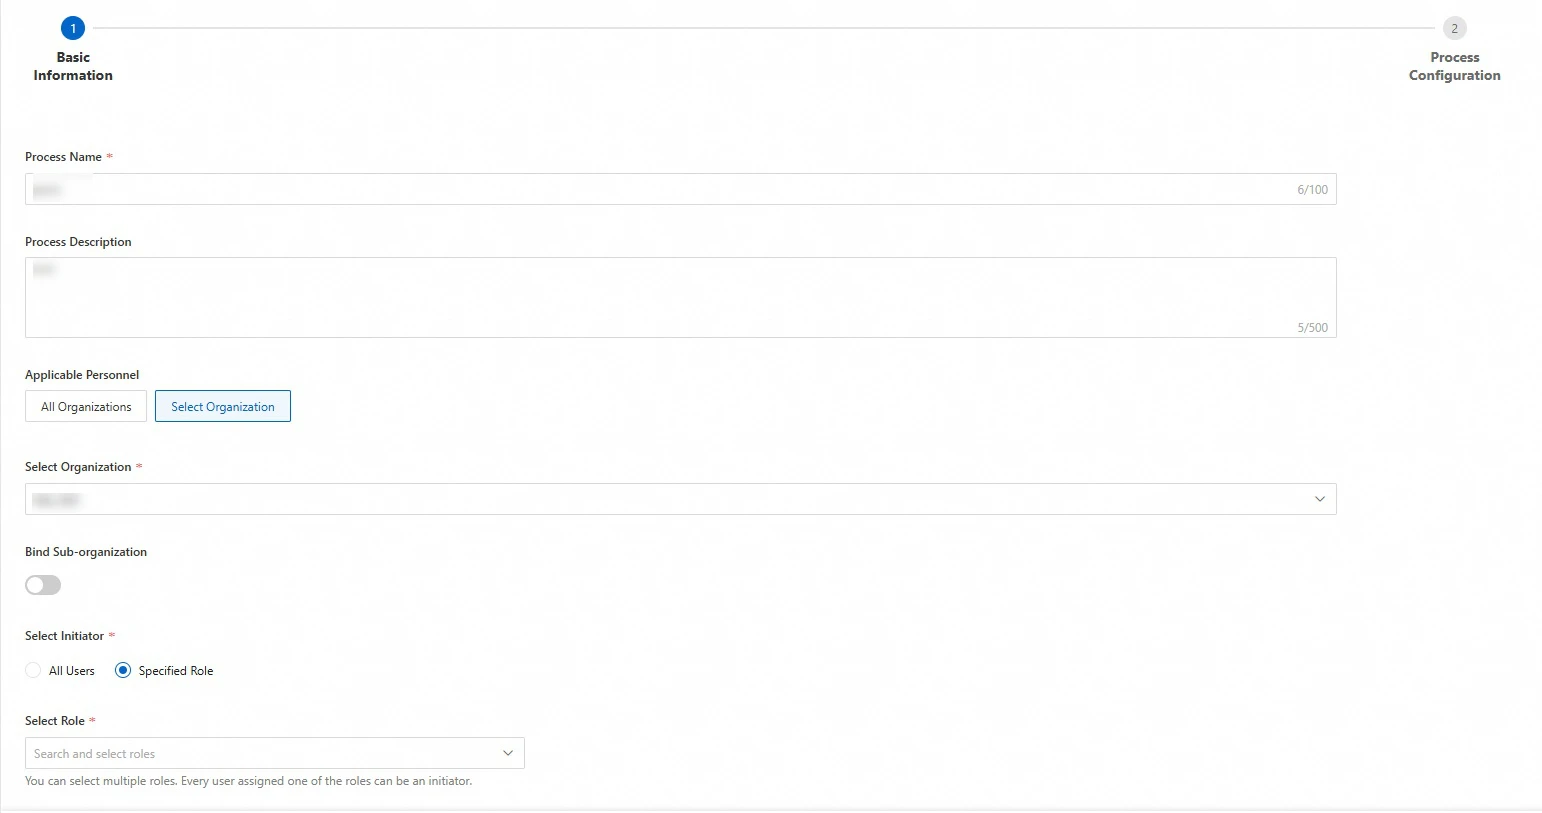 1
2
Basic
Information
Process
Configuration
Process Name *
6/100
Process Description
5/500
Applicable Personnel
All Organizations
Select Organization
Select Organization *
Bind Sub-organization
Select Initiator *
All Users
Specified Role
Select Role *
Search and select roles
You can select multiple roles. Every user assigned one of the roles can be an initiator.